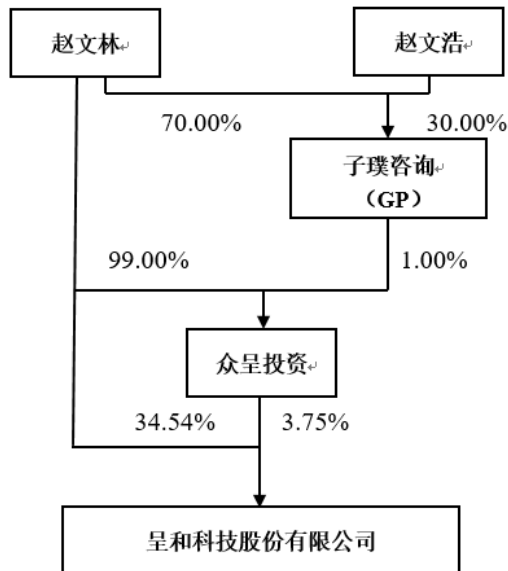 赵文林
赵文浩
70.00%
30.00%
子璞咨询
（GP）
99.00%
1.00%
众呈投资
34.54%
3.75%
呈和科技股份有限公司